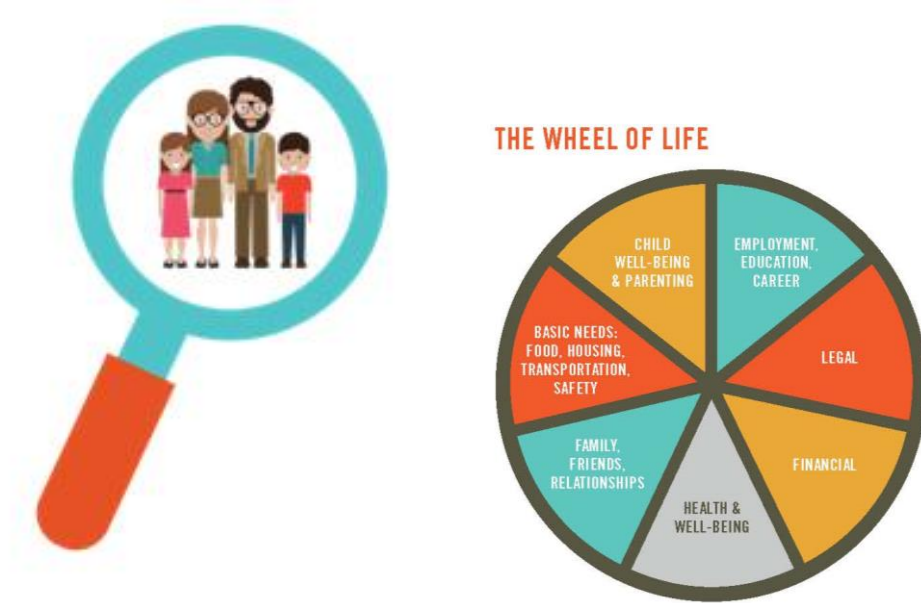 THE WHEEL OF LIFE
CHILD
WELL-BEING
& PARENTING
EMPLOYMENT,
EDUCATION,
CAREER
BASIC NEEDS:
FOOD, HOUSING,
TRANSPORTATION,
SAFETY
LEGAL
FAMILY,
FRIENDS,
RELATIONSHIPS
FINANCIAL
HEALTH &
WELL-BEING